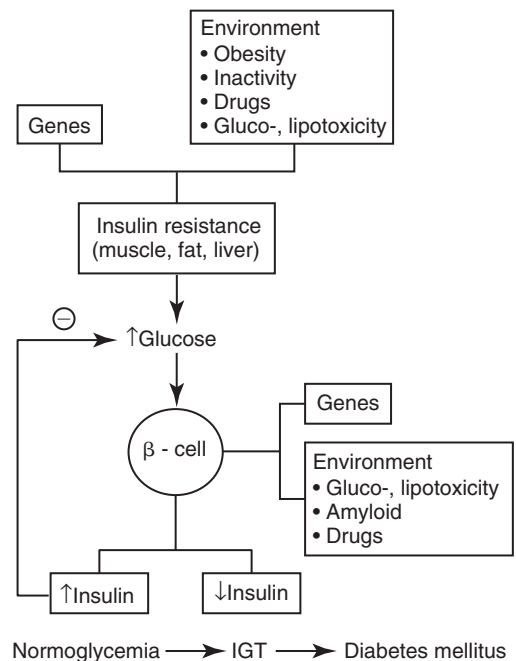 Environment
• Obesity
• Inactivity
• Drugs
• Gluco-, lipotoxicity
Genes
Insulin resistance
(muscle, fat, liver)
−
↑Glucose
β - cell
Genes
Environment
• Gluco-, lipotoxicity
• Amyloid
• Drugs
↑Insulin
↓Insulin
Normoglycemia → IGT → Diabetes mellitus